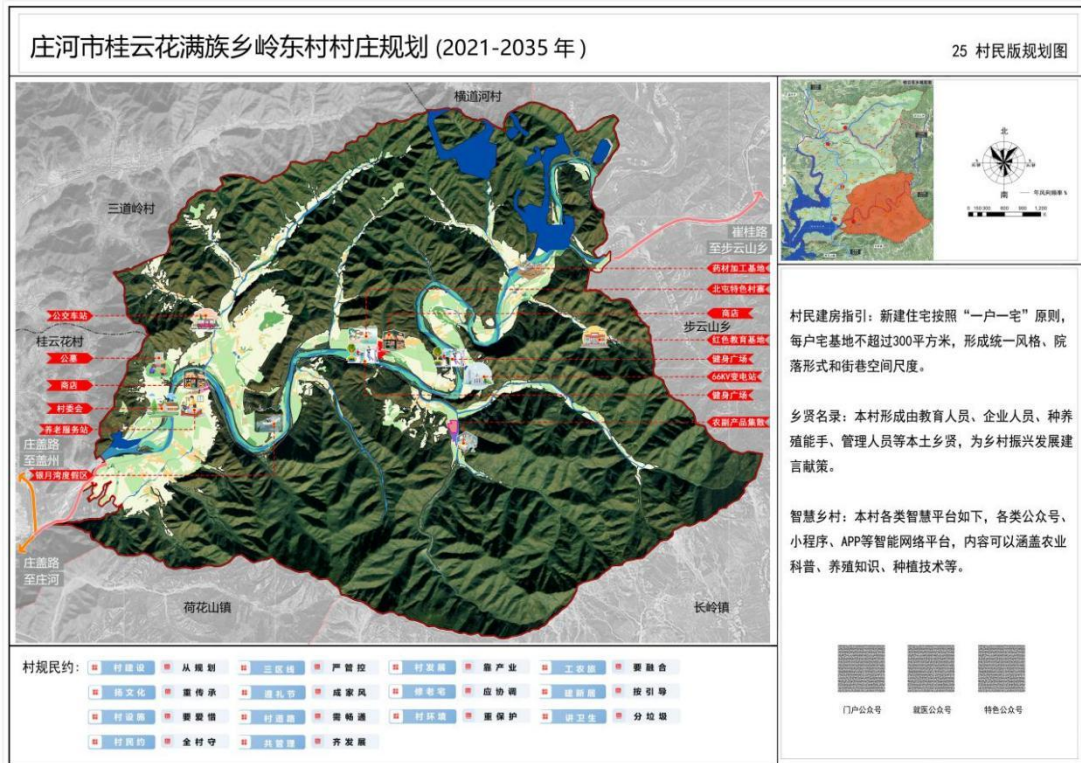 庄河市桂云花满族乡岭东村村庄规划 (2021-2035 年 )
25 村民版规划图
横道河村
三道岭村
崔桂路
至步云山乡
药材加工基地
北屯特色村寨
商店
步云山乡
红色教育基地
健身广场
66KV变电站
健身广场
农副产品集散
公交车站
桂云花村
公墓
商店
村委会
养老服务站
庄盖路
至盖州
银月湾度假区
庄盖路
至庄河
荷花山镇
长岭镇
北
南
年风向频率 %
村民建房指引：新建住宅按照“一户一宅”原则，
每户宅基地不超过300平方米，形成统一风格、院
落形式和街巷空间尺度。
乡贤名录：本村形成由教育人员、企业人员、种养
殖能手、管理人员等本土乡贤，为乡村振兴发展建
言献策。
智慧乡村：本村各类智慧平台如下，各类公众号、
小程序、APP等智能网络平台，内容可以涵盖农业
科普、养殖知识、种植技术等。
门户公众号 就医公众号 特色公众号
村规民约：
村建设 从规划 三区线 严管控 村发展 靠产业 工农旅 要融合
扬文化 重传承 遵礼节 成家风 修老宅 应协调 建新居 按引导
村设施 要爱惜 村道路 需畅通 村环境 重保护 讲卫生 分垃圾
村民约 全村守 共管理 齐发展